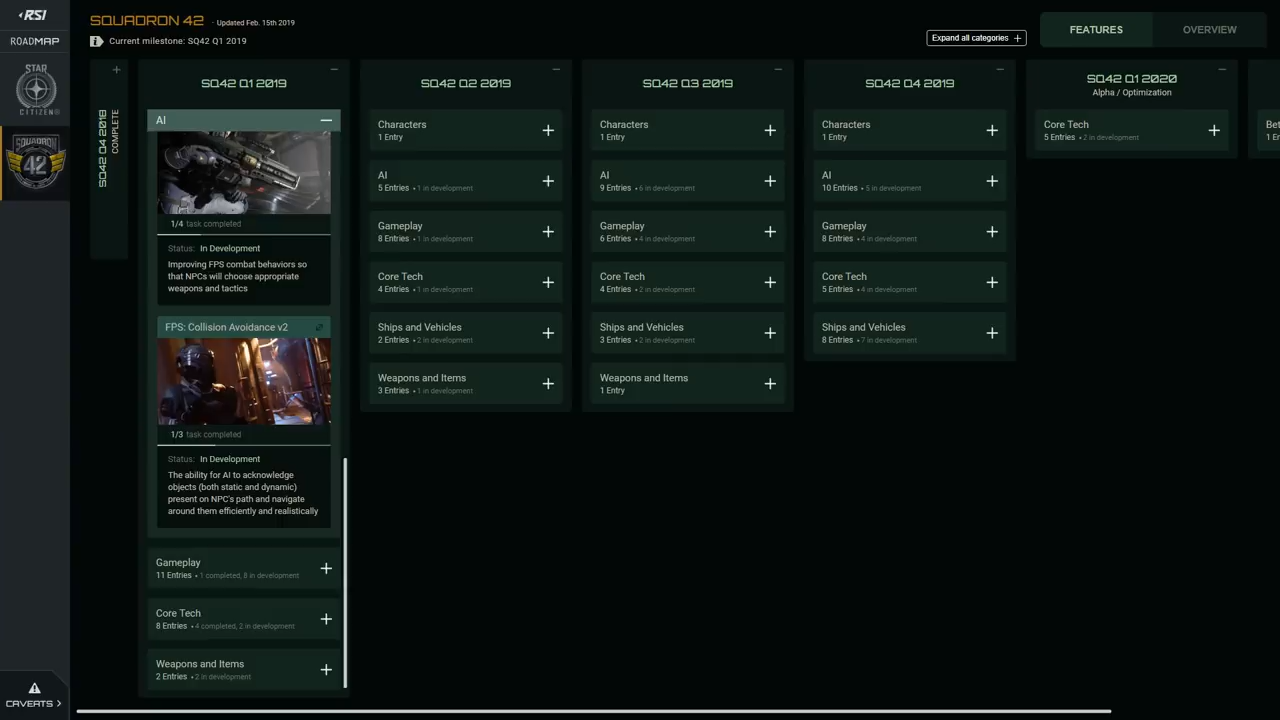 RSI
ROADMAP
STAR
CITIZEN
SQUADRON
42
CAVEATS
SQUADRON 42 • Updated Feb. 15th 2019
Current milestone: SQ42 Q1 2019
Expand all categories +
FEATURES
OVERVIEW
SQ42 Q4 2018
COMPLETE
SQ42 Q1 2019
AI
1/4 task completed
Status: In Development
Improving FPS combat behaviors so
that NPCs will choose appropriate
weapons and tactics
FPS: Collision Avoidance v2
1/3 task completed
Status: In Development
The ability for AI to acknowledge
objects (both static and dynamic)
present on NPC's path and navigate
around them efficiently and realistically
Gameplay
11 Entries • 1 completed, 8 in development
Core Tech
8 Entries • 4 completed, 2 in development
Weapons and Items
2 Entries • 2 in development
SQ42 Q2 2019
Characters
1 Entry
AI
5 Entries • 1 in development
Gameplay
8 Entries • 1 in development
Core Tech
4 Entries • 1 in development
Ships and Vehicles
2 Entries • 2 in development
Weapons and Items
3 Entries • 1 in development
SQ42 Q3 2019
Characters
1 Entry
AI
9 Entries • 6 in development
Gameplay
6 Entries • 4 in development
Core Tech
4 Entries • 2 in development
Ships and Vehicles
3 Entries • 2 in development
Weapons and Items
1 Entry
SQ42 Q4 2019
Characters
1 Entry
AI
10 Entries • 5 in development
Gameplay
8 Entries • 4 in development
Core Tech
5 Entries • 4 in development
Ships and Vehicles
8 Entries • 7 in development
SQ42 Q1 2020
Alpha / Optimization
Core Tech
5 Entries • 2 in development
Bet
1 En